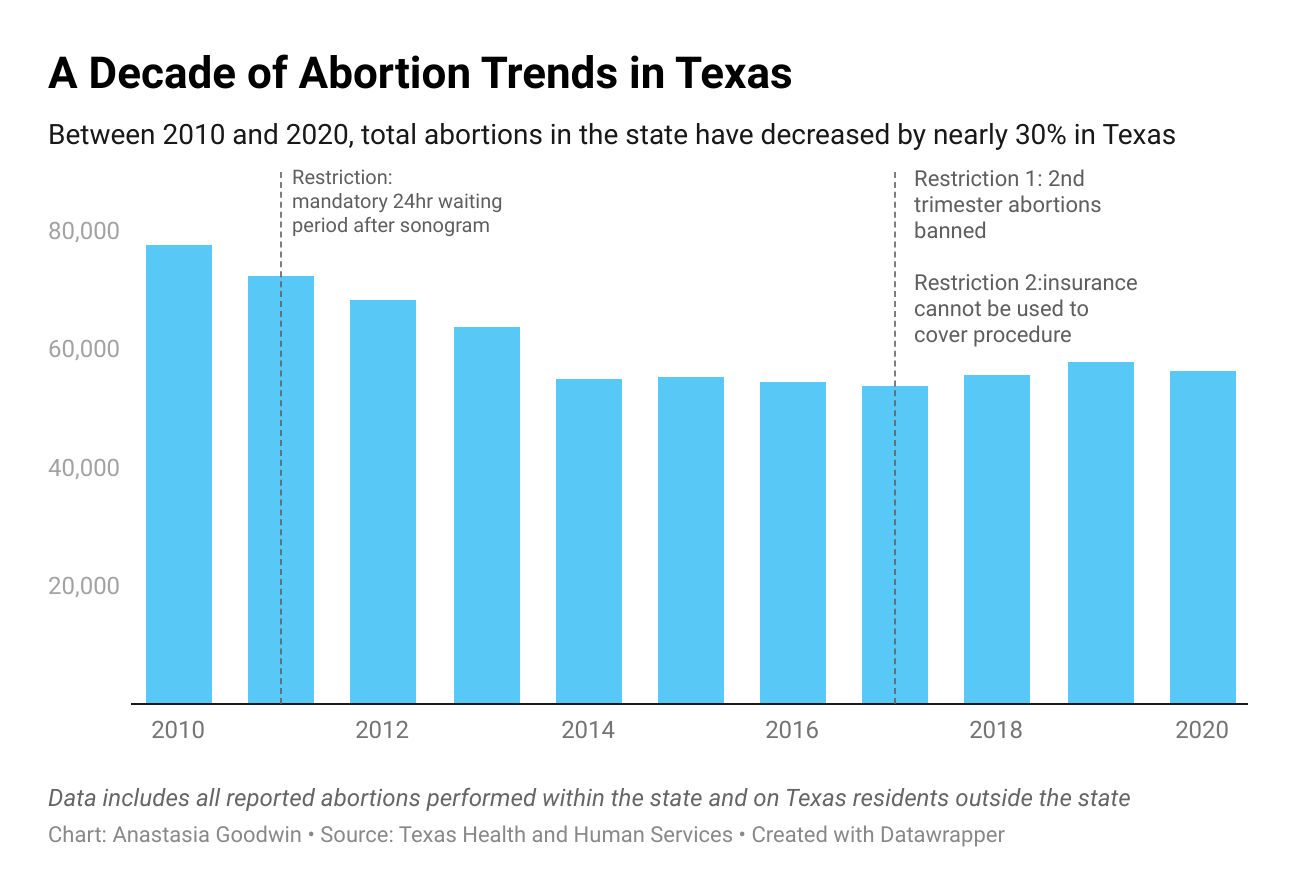 A Decade of Abortion Trends in Texas
Between 2010 and 2020, total abortions in the state have decreased by nearly 30% in Texas
Restriction:
mandatory 24hr waiting
period after sonogram
Restriction 1: 2nd
trimester abortions
banned
Restriction 2:insurance
cannot be used to
cover procedure
80,000
60,000
40,000
20,000
2010
2012
2014
2016
2018
2020
Data includes all reported abortions performed within the state and on Texas residents outside the state
Chart: Anastasia Goodwin • Source: Texas Health and Human Services • Created with Datawrapper